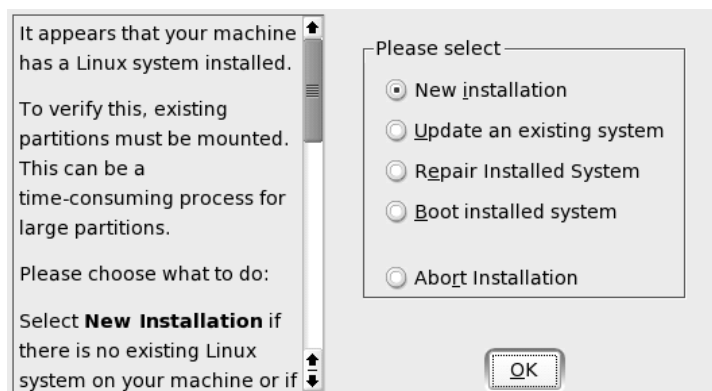 It appears that your machine
has a Linux system installed.
To verify this, existing
partitions must be mounted.
This can be a
time-consuming process for
large partitions.
Please choose what to do:
Select New Installation if
there is no existing Linux
system on your machine or if
Please select
New installation
Update an existing system
Repair Installed System
Boot installed system
Abort Installation
OK